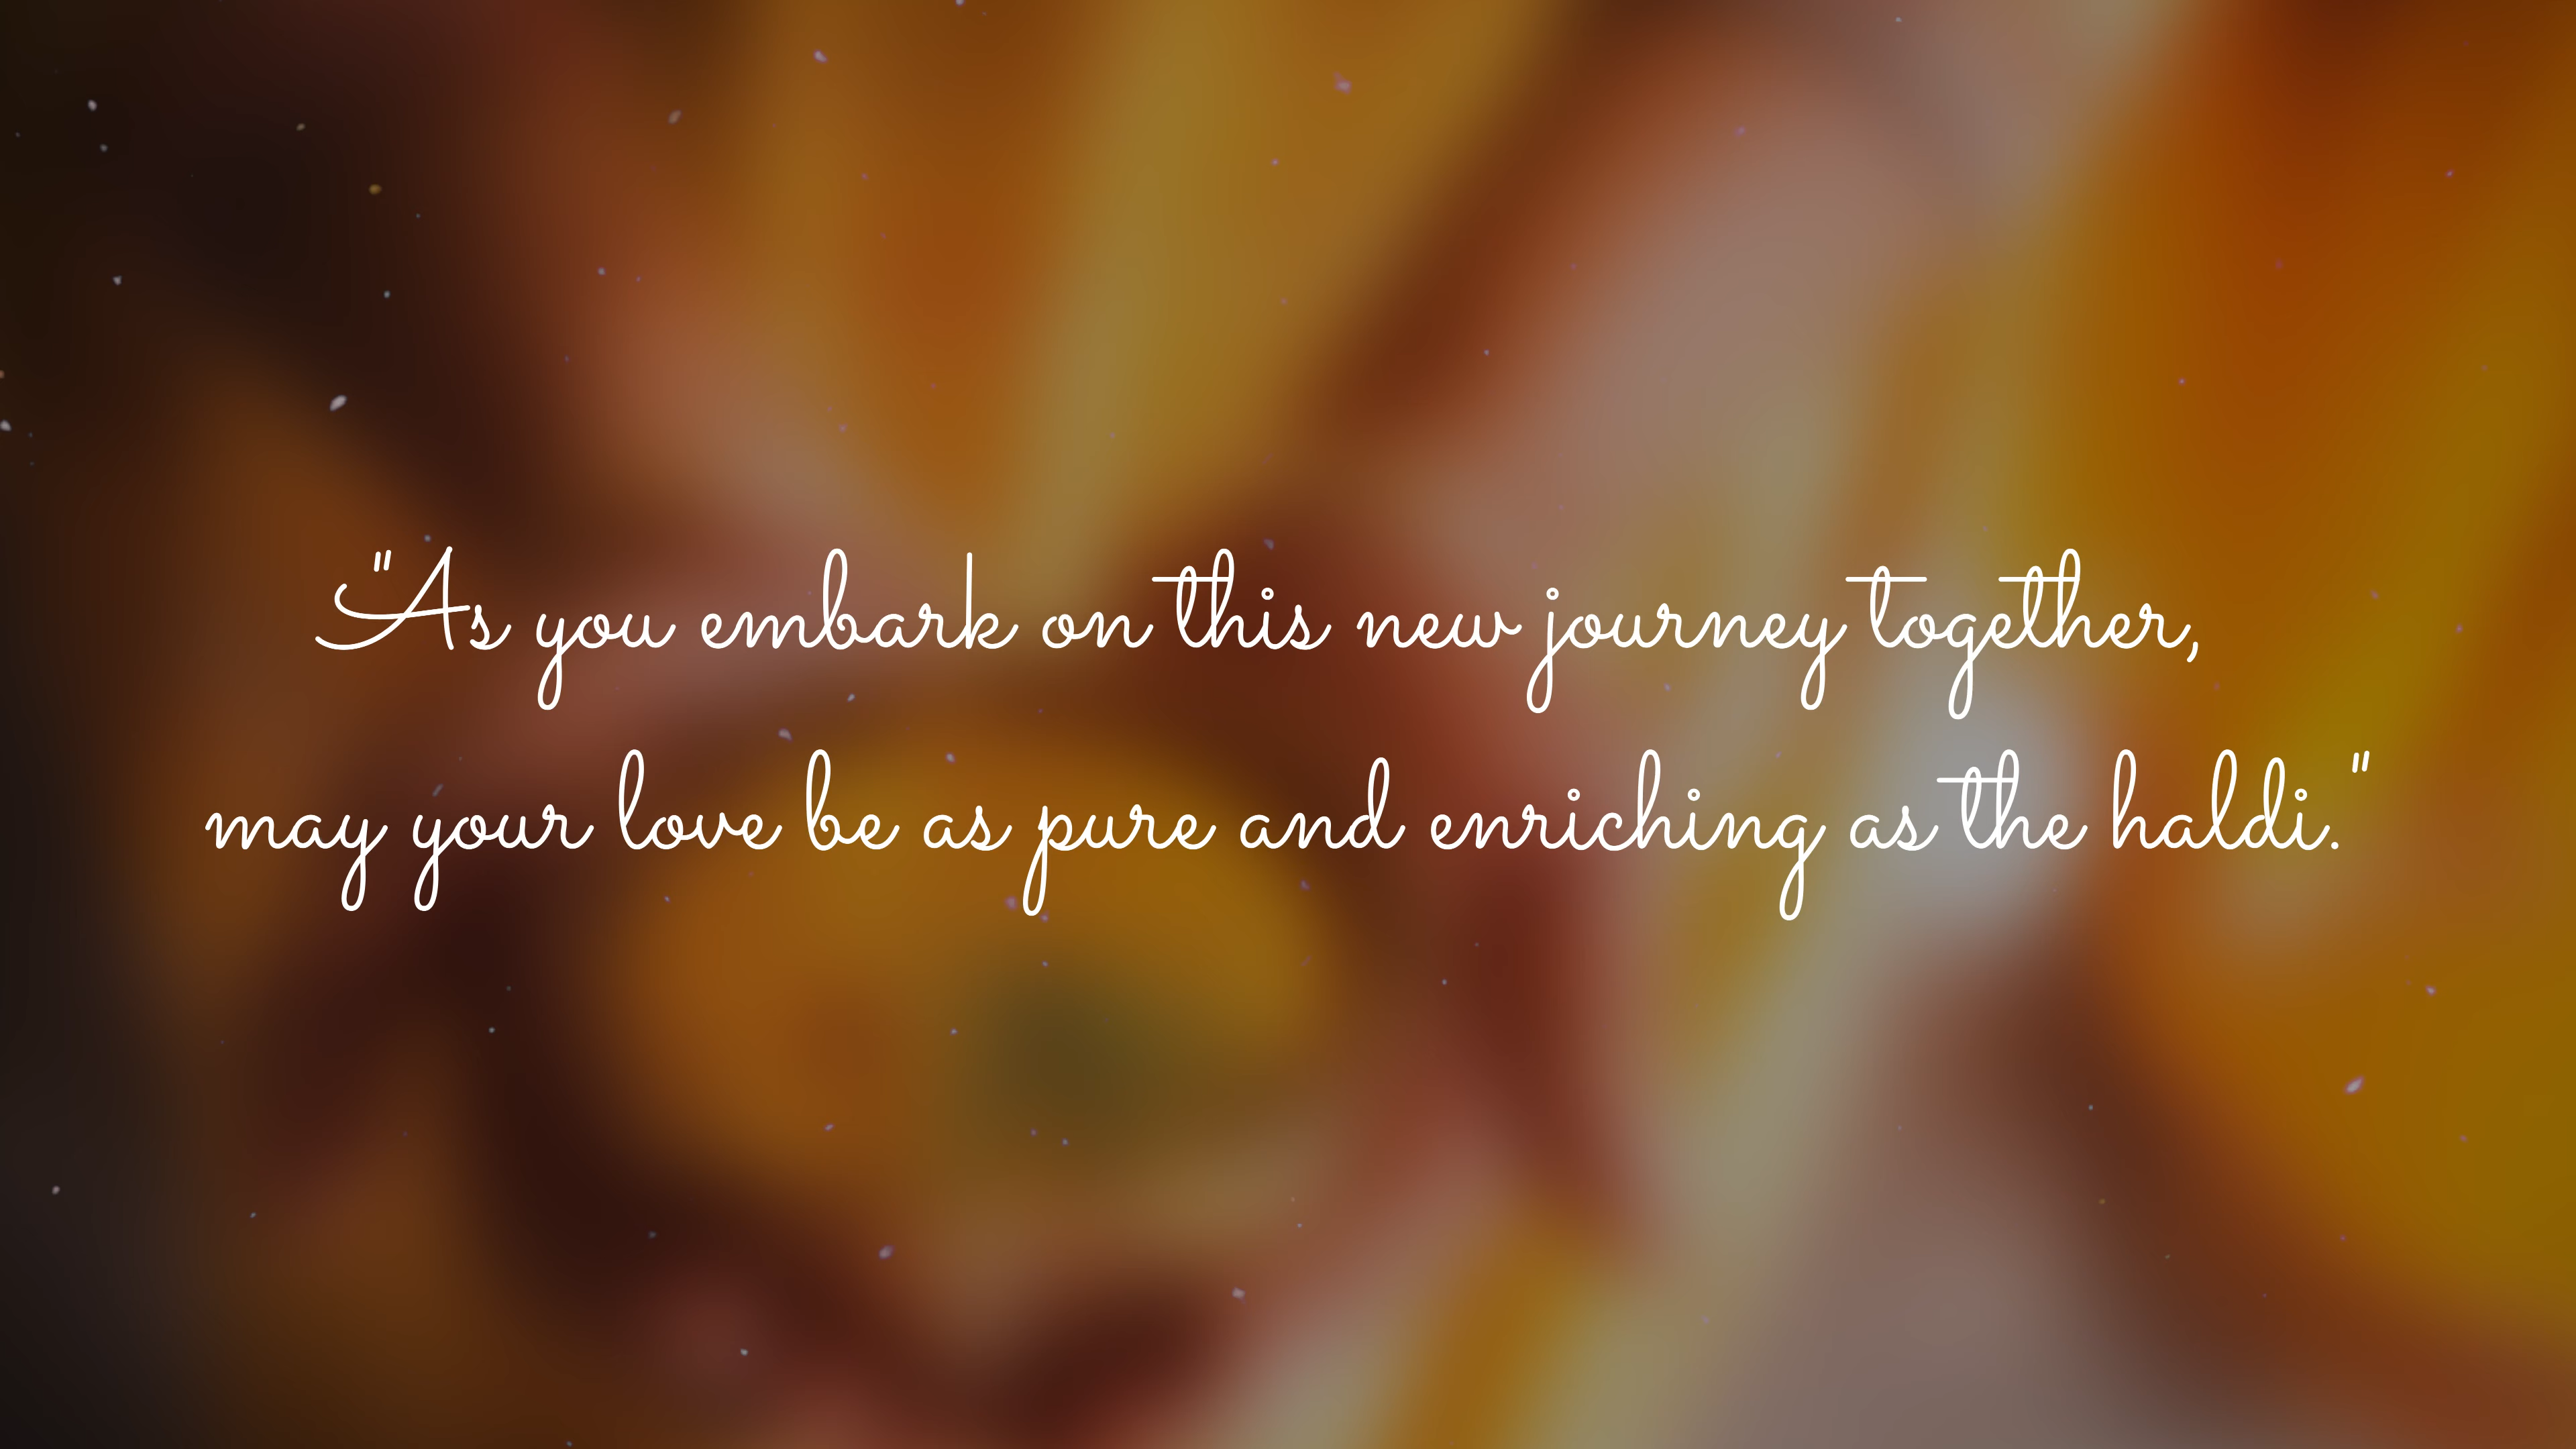 "As you embark on this new journey together,
may your love be as pure and enriching as the haldi."